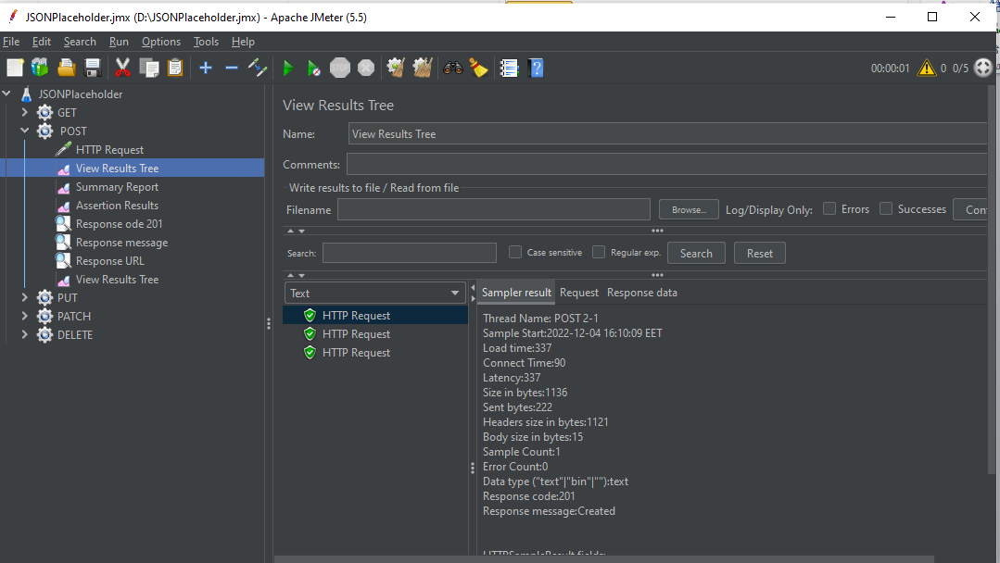 JSONPlaceholder.jmx (D:\JSONPlaceholder.jmx) - Apache JMeter (5.5)
File Edit Search Run Options Tools Help
STOP
00:00:01 0 0/5
JSONPlaceholder
GET
POST
HTTP Request
View Results Tree
Summary Report
Assertion Results
Response ode 201
Response message
Response URL
View Results Tree
PUT
PATCH
DELETE
View Results Tree
Name: View Results Tree
Comments:
Write results to file / Read from file
Filename Browse... Log/Display Only: Errors Successes Con
Search: Case sensitive Regular exp. Search Reset
Text
HTTP Request
HTTP Request
HTTP Request
Sampler result Request Response data
Thread Name: POST 2-1
Sample Start:2022-12-04 16:10:09 EET
Load time:337
Connect Time:90
Latency:337
Size in bytes:1136
Sent bytes:222
Headers size in bytes:1121
Body size in bytes:15
Sample Count:1
Error Count:0
Data type ("text"|"bin"|""):text
Response code:201
Response message:Created
HTTPSampleResult fields: